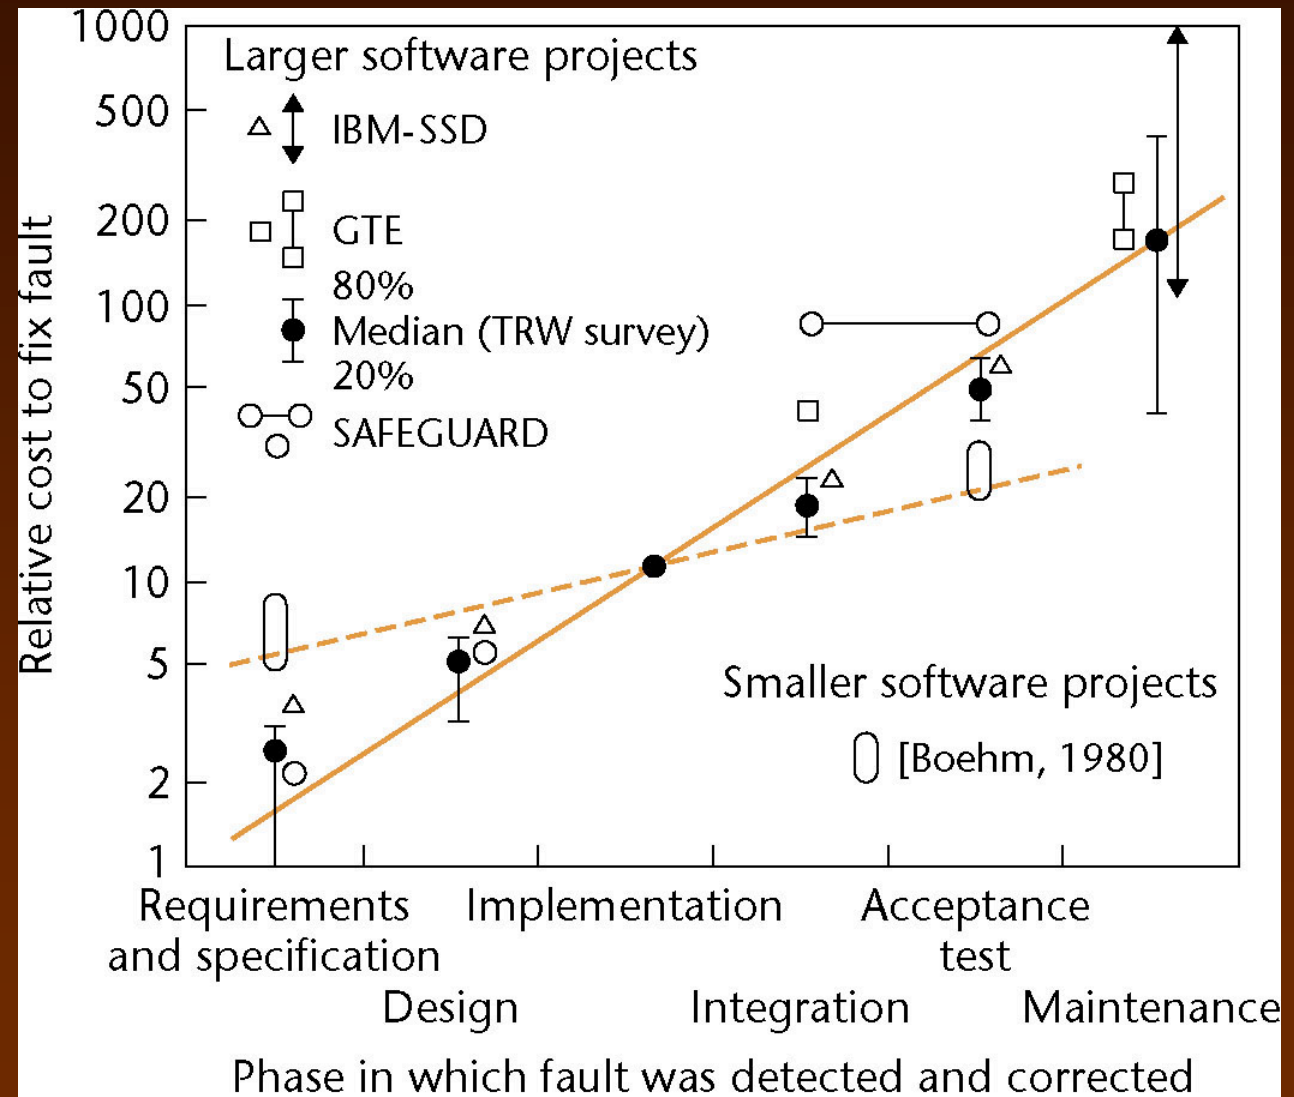 1000
500
200
100
50
20
10
5
2
1
Relative cost to fix fault
Larger software projects
IBM-SSD
GTE
80%
Median (TRW survey)
20%
SAFEGUARD
Smaller software projects
[Boehm, 1980]
Requirements
and specification
Design
Implementation
Integration
Acceptance
test
Maintenance
Phase in which fault was detected and corrected